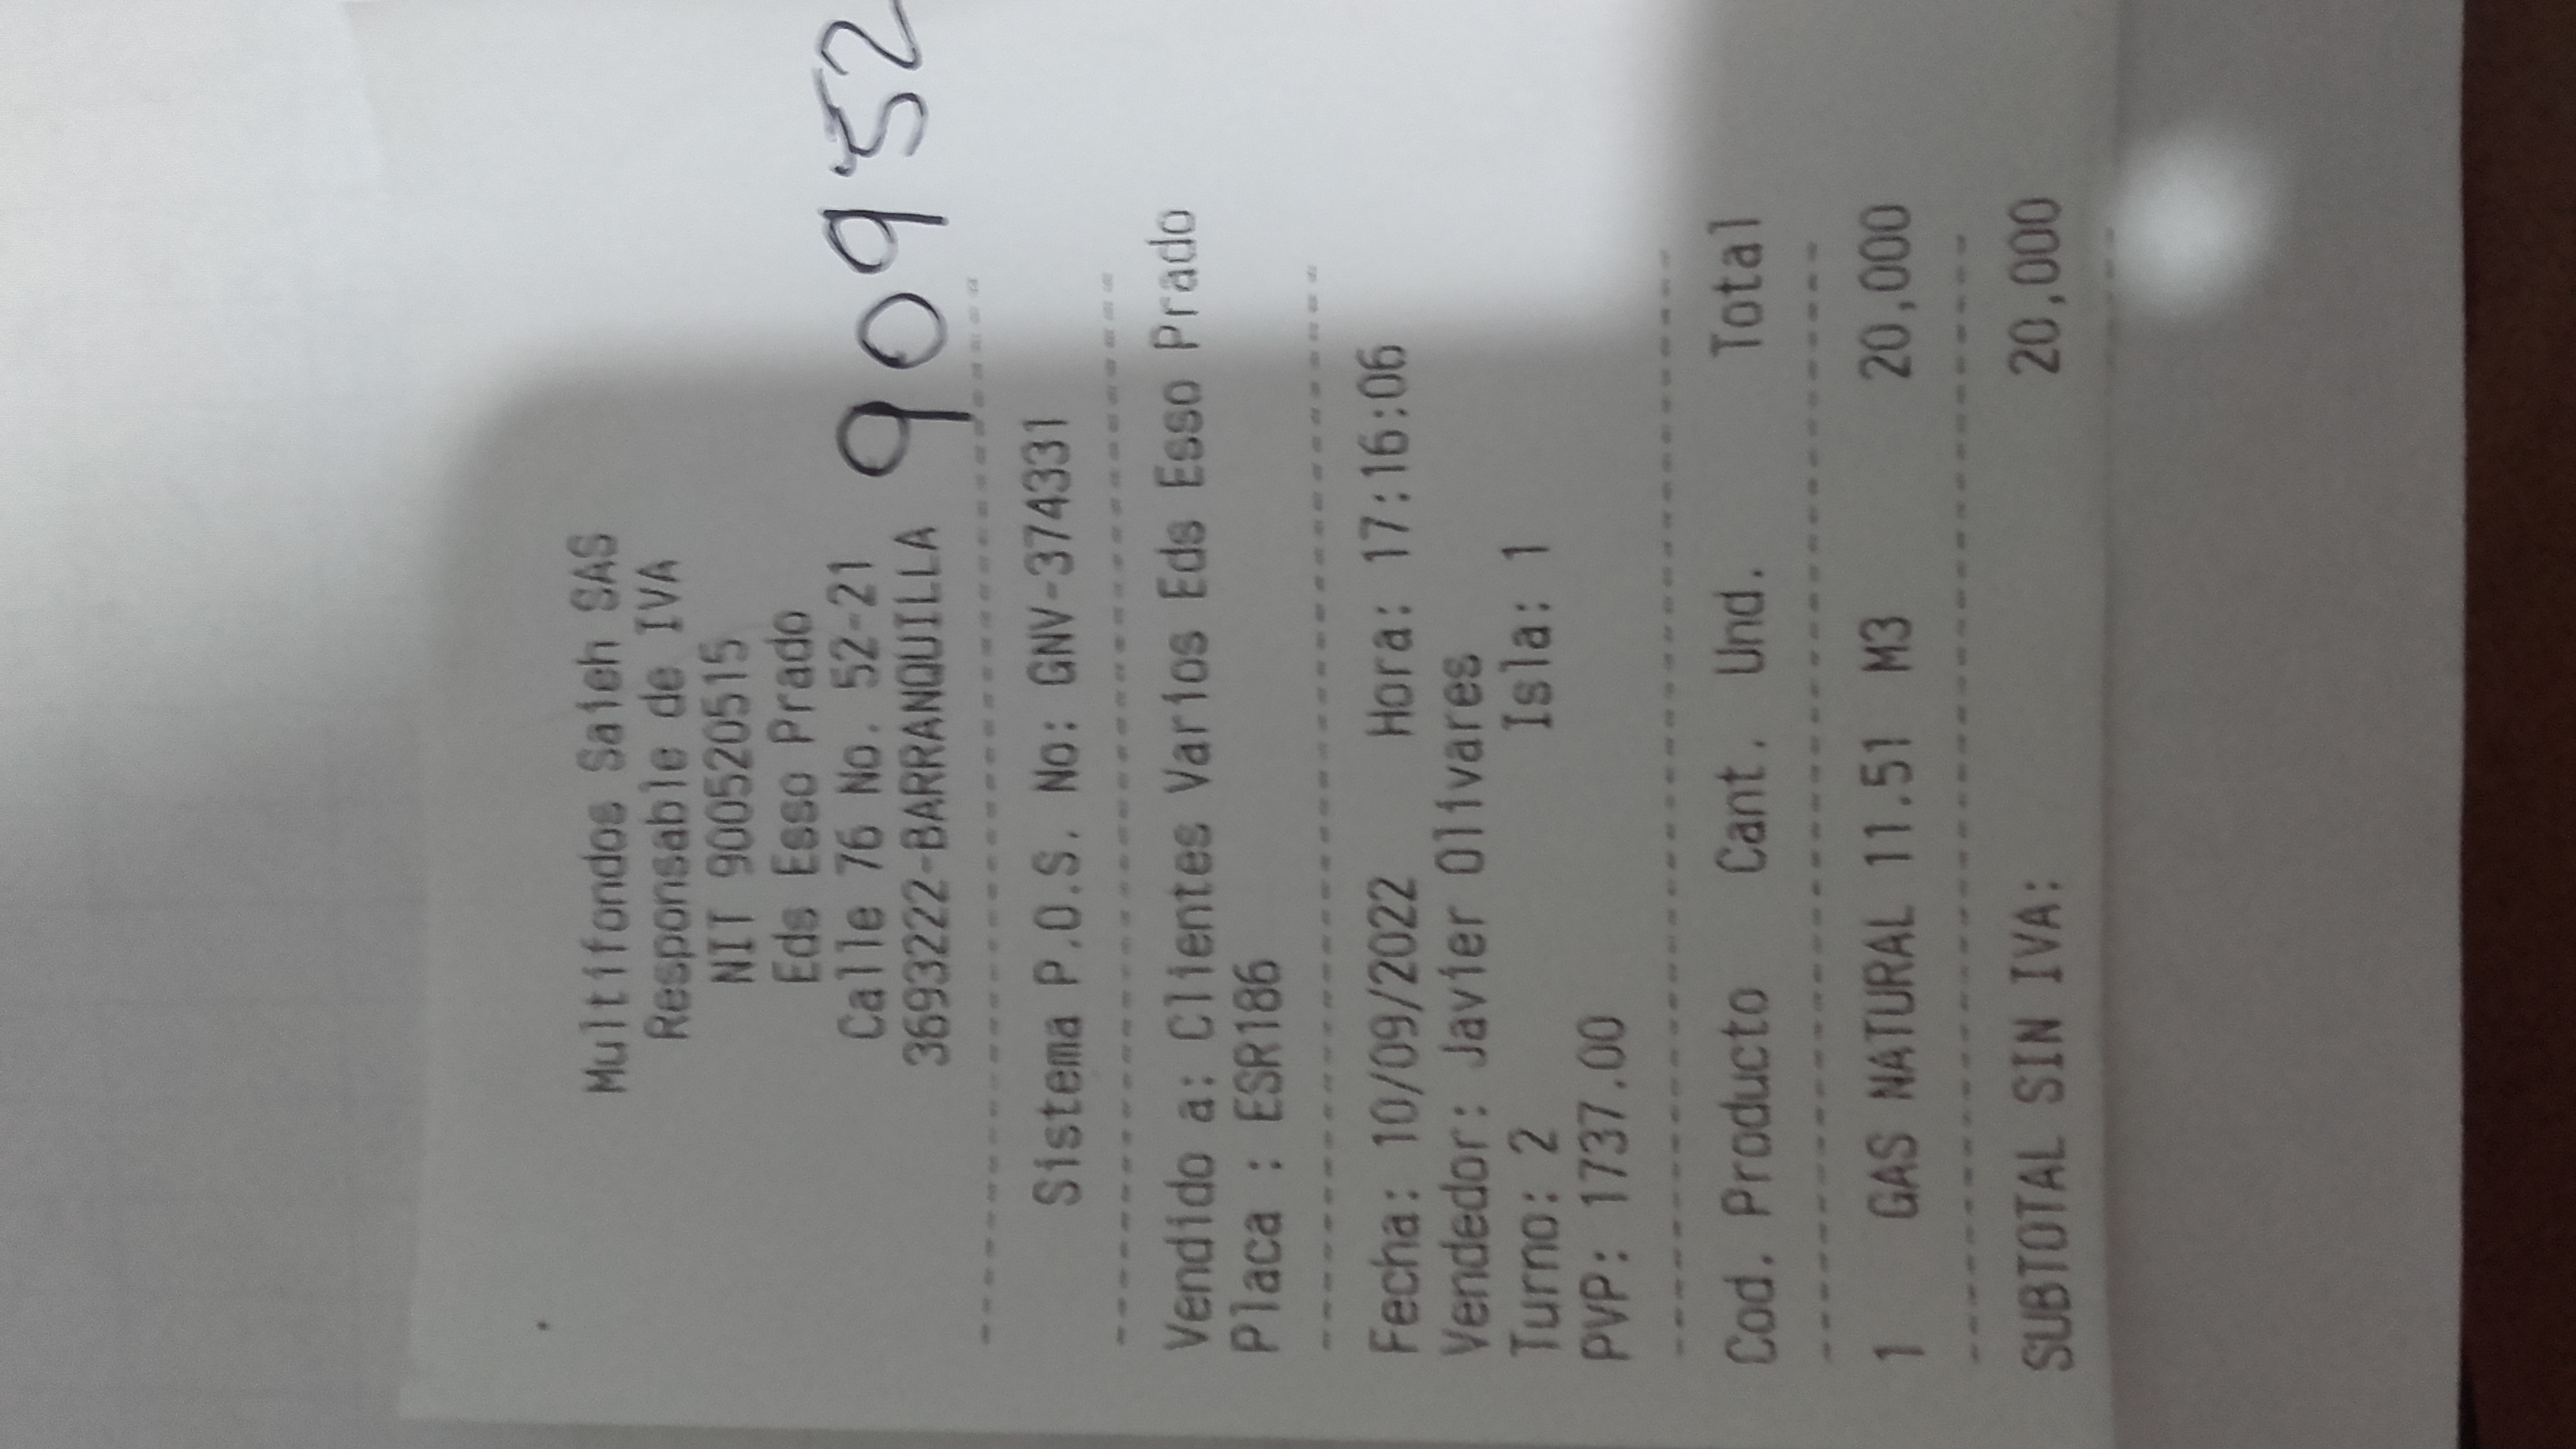 Multifondos Saieh SAS
Responsable de IVA
NIT 900520515
Eds Esso Prado
Calle 76 No. 52-21
3693222-BARRANQUILLA
90952
Sistema P.O.S. No: GNV-374331
Vendido a: Clientes Varios Eds Esso Prado
Placa : ESR186
Fecha: 10/09/2022 Hora: 17:16:06
Vendedor: Javier Olivares
Turno: 2 Isla: 1
PVP: 1737.00
Cod. Producto Cant. Und. Total
1 GAS NATURAL 11.51 M3 20,000
SUBTOTAL SIN IVA: 20,000